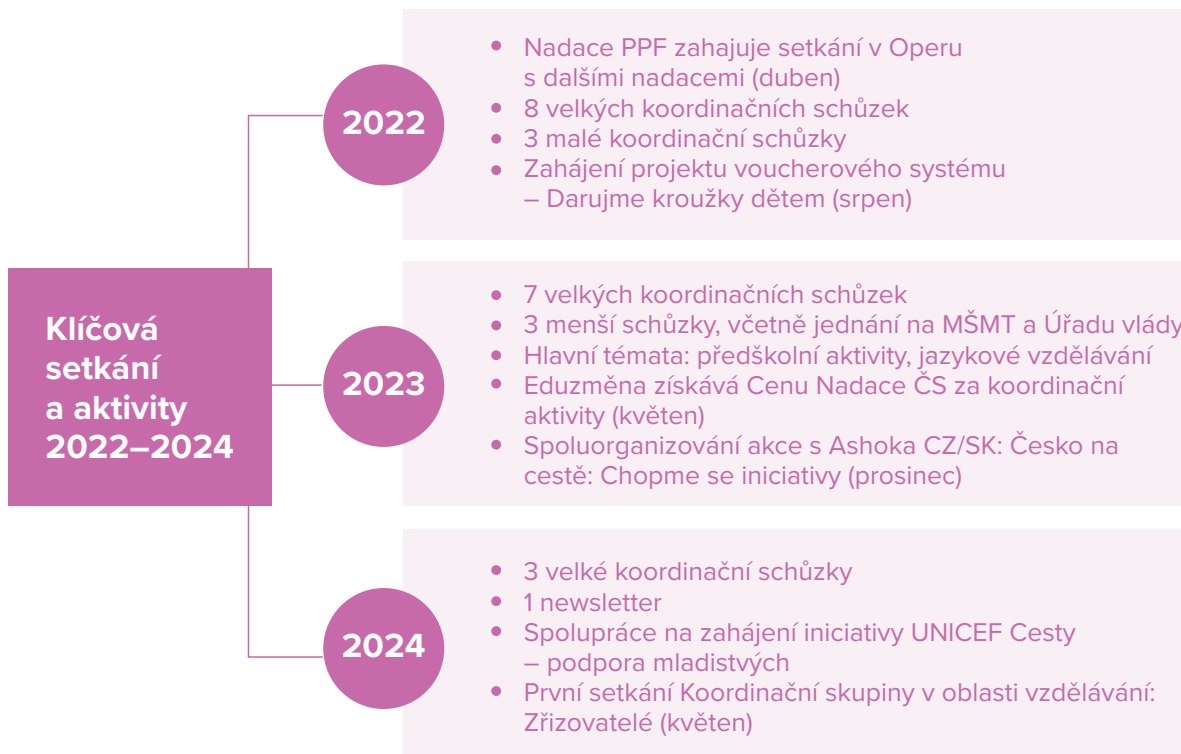 Klíčová
setkání
a aktivity
2022–2024
2022
• Nadace PPF zahajuje setkání v Operu
s dalšími nadacemi (duben)
• 8 velkých koordinačních schůzek
• 3 malé koordinační schůzky
• Zahájení projektu voucherového systému
– Darujme kroužky dětem (srpen)
2023
• 7 velkých koordinačních schůzek
• 3 menší schůzky, včetně jednání na MŠMT a Úřadu vlády
• Hlavní témata: předškolní aktivity, jazykové vzdělávání
• Eduzměna získává Cenu Nadace ČS za koordinační
aktivity (květen)
• Spoluorganizování akce s Ashoka CZ/SK: Česko na
cestě: Chopme se iniciativy (prosinec)
2024
• 3 velké koordinační schůzky
• 1 newsletter
• Spolupráce na zahájení iniciativy UNICEF Cesty
– podpora mladistvých
• První setkání Koordinační skupiny v oblasti vzdělávání:
Zřizovatelé (květen)